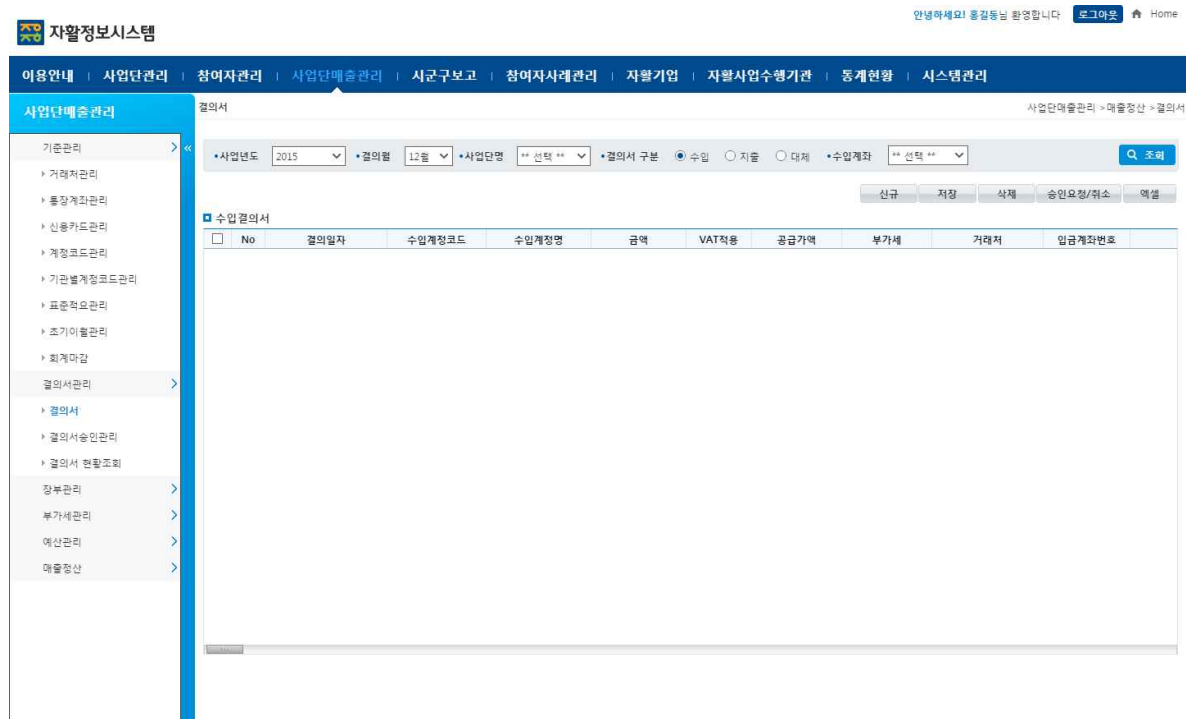 안녕하세요! 홍길동님 환영합니다 로그아웃 Home
자활정보시스템
이용안내 사업단관리 참여자관리 사업단매출관리 시군구보고 참여자사례관리 자활기업 자활사업수행기관 통계현황 시스템관리
사업단매출관리
결의서 사업단매출관리 > 매출정산 > 결의서
기준관리
거래처관리
통장계좌관리
신용카드관리
계정코드관리
기관별계정코드관리
표준적요관리
초기이월관리
회계마감
결의서관리
결의서
결의서승인관리
결의서 현황조회
장부관리
부가세관리
예산관리
매출정산
•사업년도 2015 •결의월 12월 •사업단명 ** 선택 ** •결의서 구분 수입 지출 대체 •수입계좌 ** 선택 ** 조회
신규 저장 삭제 승인요청/취소 엑셀
수입결의서
No 결의일자 수입계정코드 수입계정명 금액 VAT적용 공급가액 부가세 거래처 입금계좌번호